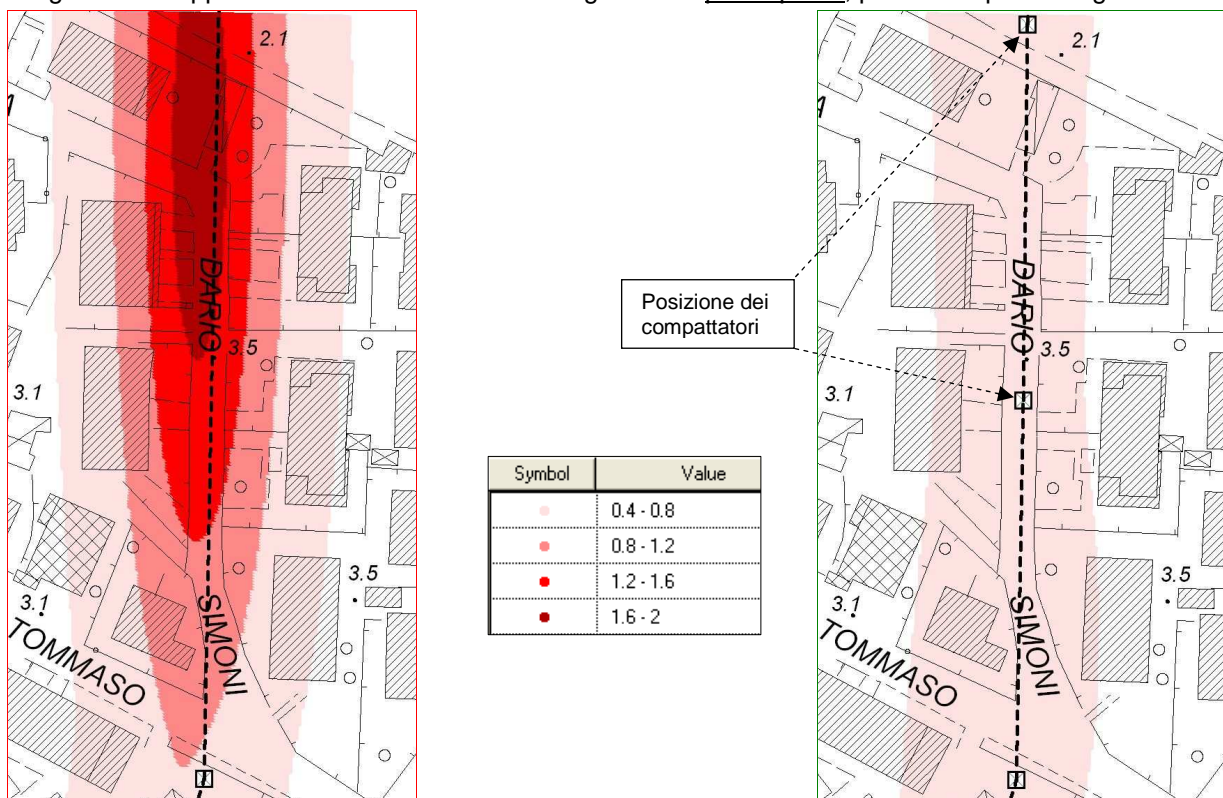 2.1
DARIO
3.5
3.1
3.5
3.1
SIMONI
TOMMASO
Posizione dei
compattatori
Symbol Value
0.4 - 0.8
0.8 - 1.2
1.2 - 1.6
1.6 - 2
2.1
DARIO
3.5
3.1
3.5
3.1
SIMONI
TOMMASO